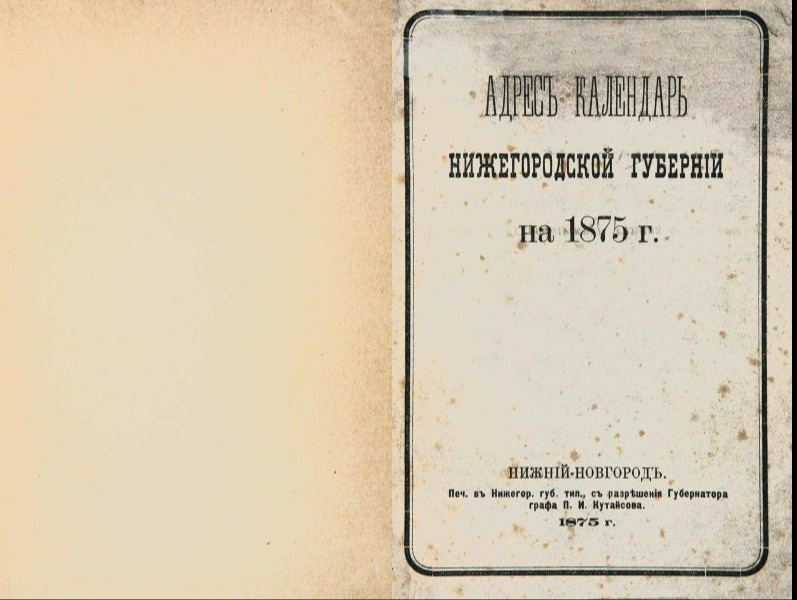 АДРЕСЪ КАЛЕНДАРЬ
НИЖЕГОРОДСКОЙ ГУБЕРНІИ
на 1875 г.
НИЖНІЙ-НОВГОРОДЪ.
Печ. въ Нижегор. губ. тип., съ разрѣшенія Губернатора
графа П. И. Кутайсова.
1875 г.